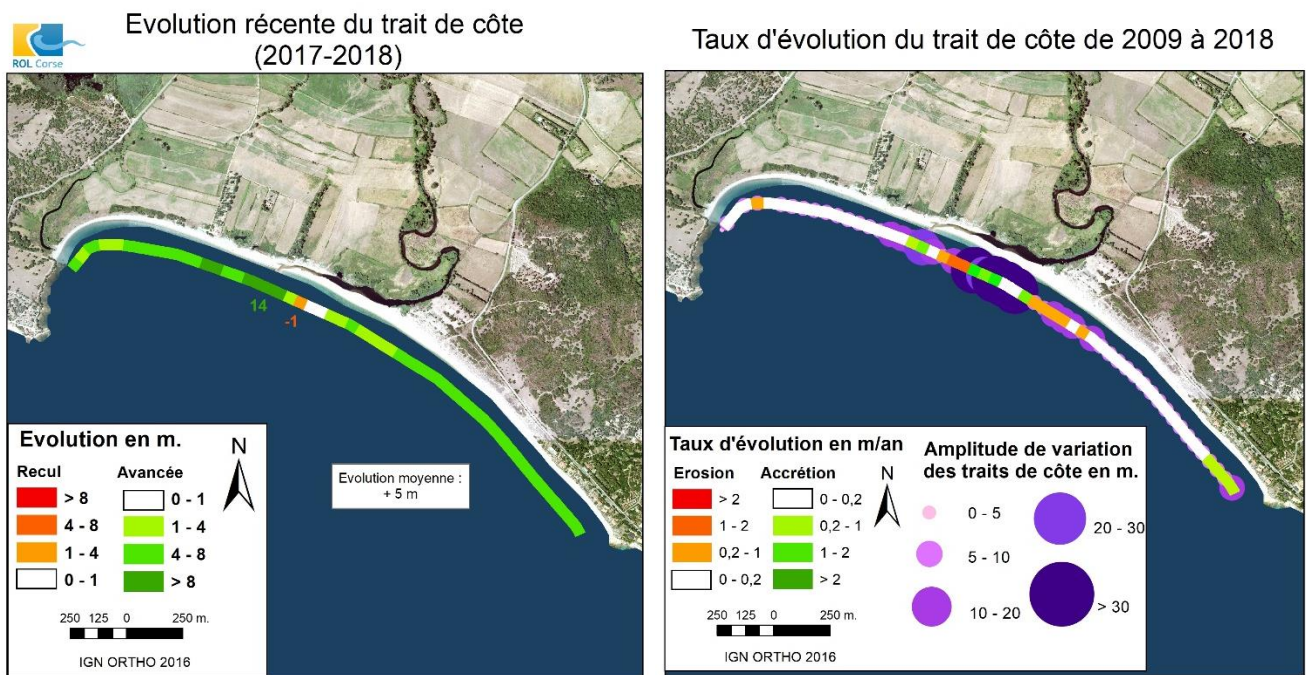 ROL Corse
Evolution récente du trait de côte
(2017-2018)
14
-1
Evolution en m.
Recul
Avancée
> 8
4 - 8
1 - 4
0 - 1
0 - 1
1 - 4
4 - 8
> 8
N
250 125 0 250 m.
IGN ORTHO 2016
Evolution moyenne :
+ 5 m
Taux d'évolution du trait de côte de 2009 à 2018
Taux d'évolution en m/an
Erosion
Accrétion
> 2
1 - 2
0,2 - 1
0 - 0,2
0 - 0,2
0,2 - 1
1 - 2
> 2
N
250 125 0 250 m.
IGN ORTHO 2016
Amplitude de variation
des traits de côte en m.
0 - 5
5 - 10
10 - 20
20 - 30
> 30